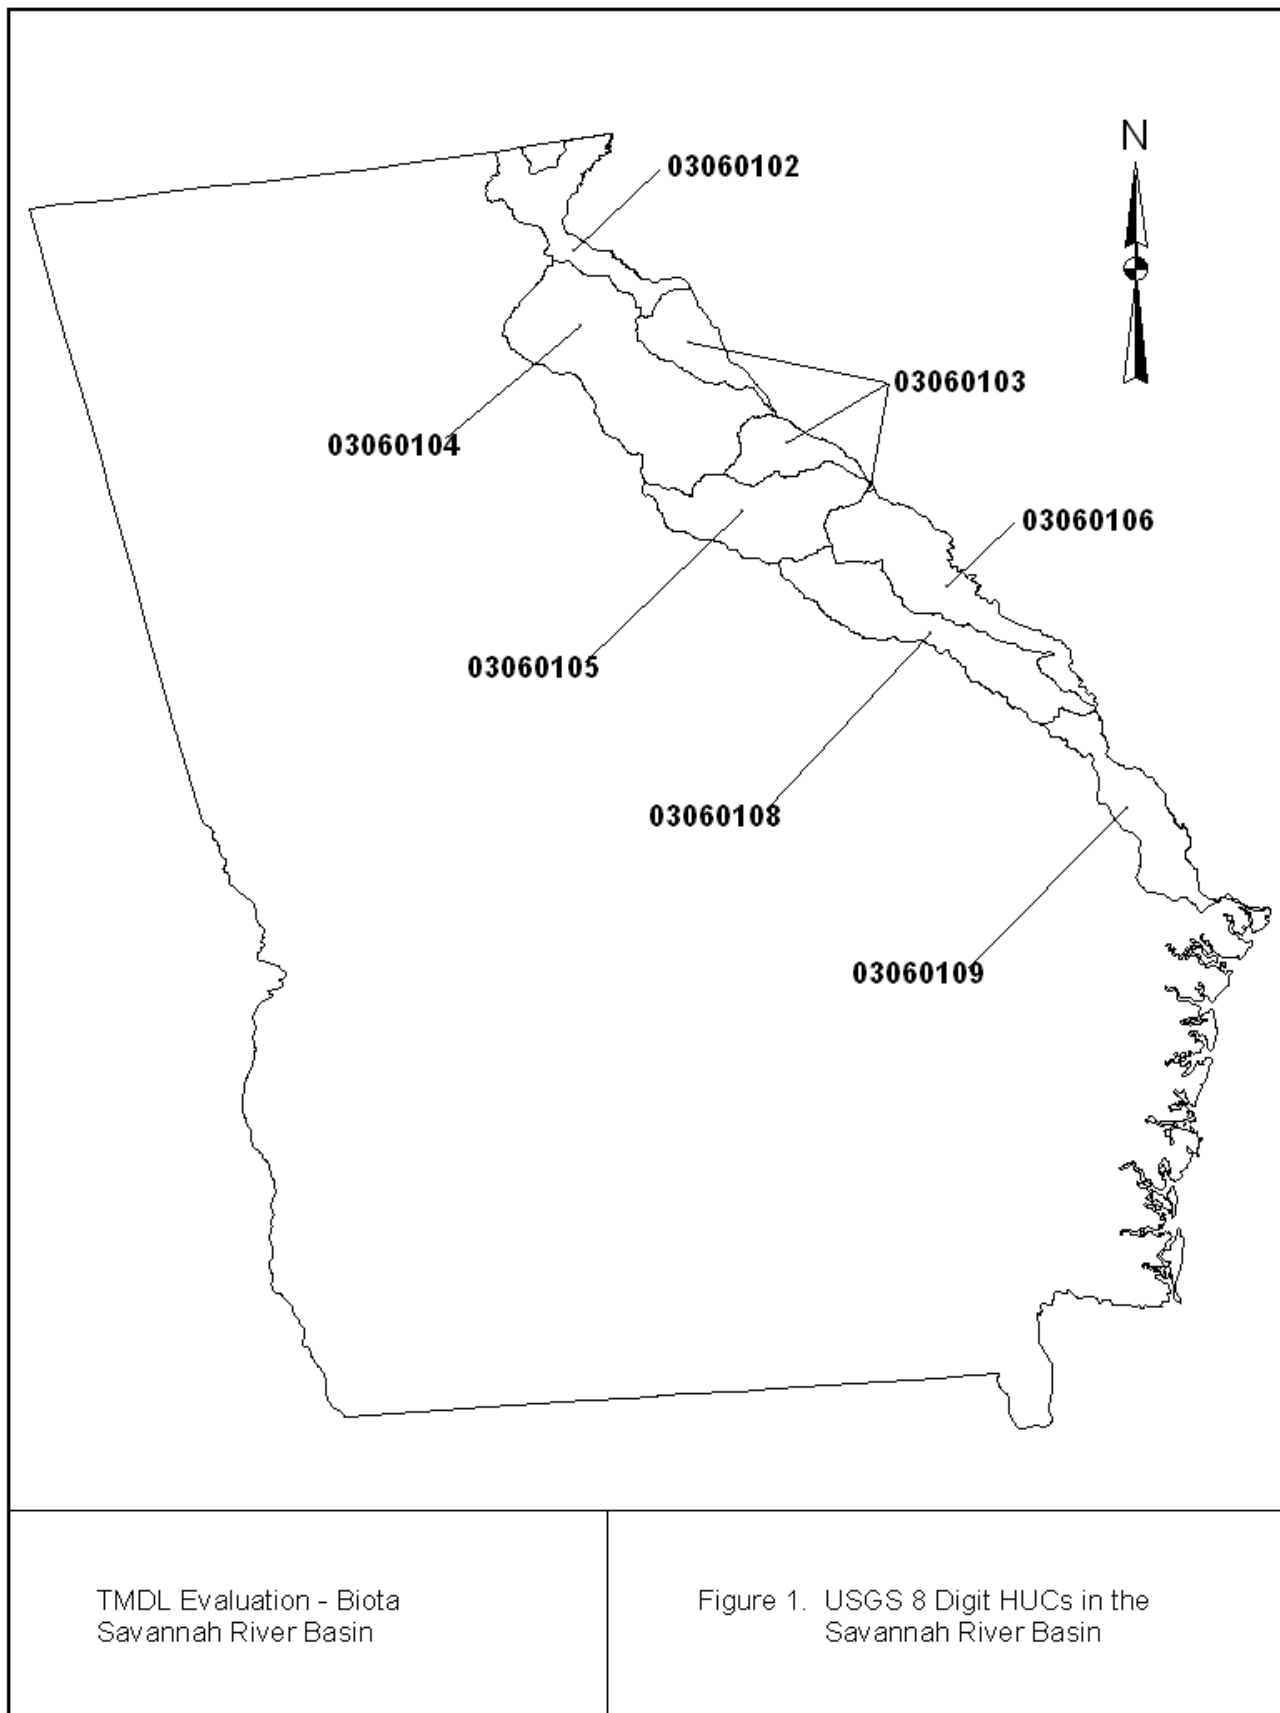 N
03060102
03060103
03060104
03060106
03060105
03060108
03060109
TMDL Evaluation - Biota
Savannah River Basin
Figure 1. USGS 8 Digit HUCs in the
Savannah River Basin